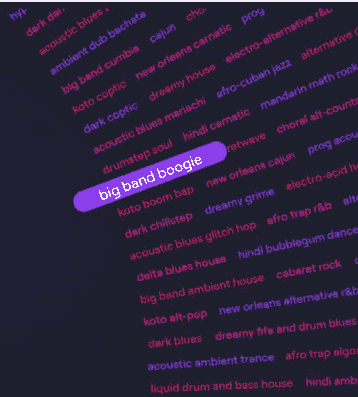 dark
acoustic blues
ambient dub bachata cajun
big band cumbia new orleans carnatic prog
koto coptic dreamy house electro-alternative r&b
dark coptic afro-cuban jazz alternative
acoustic blues mariachi hindi carnatic mandarin math rock
drumstep soul retwave choral alt-country
big band boogie
koto boom bap new orleans cajun prog
dark chillstep dreamy grime electro-acid
acoustic blues glitch hop afro trap r&b
delta blues house hindi bubblegum dance
big band ambient house cabaret rock
koto alt-pop new orleans alternative r&b
dark blues dreamy fife and drum blues
acoustic ambient trance afro trap
liquid drum and bass house hindi